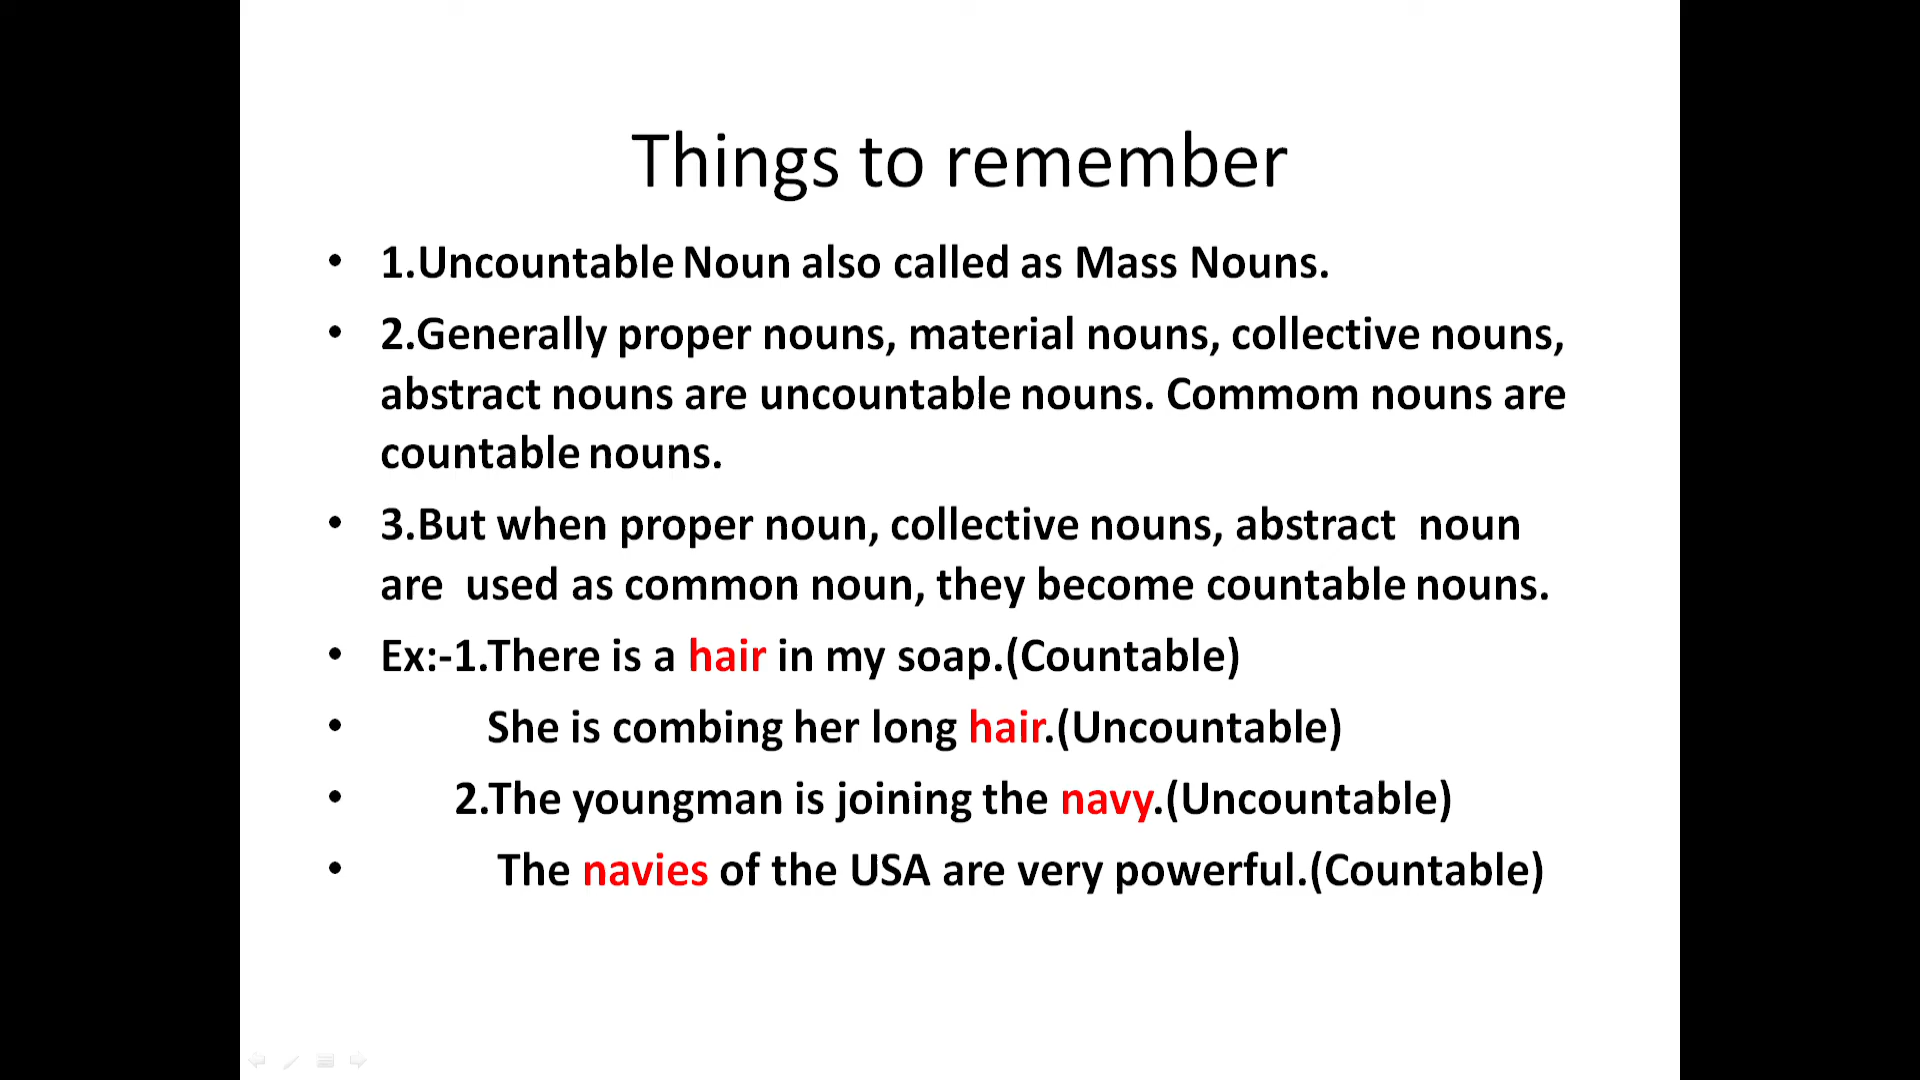 Things to remember
• 1.Uncountable Noun also called as Mass Nouns.
• 2.Generally proper nouns, material nouns, collective nouns,
abstract nouns are uncountable nouns. Commom nouns are
countable nouns.
• 3.But when proper noun, collective nouns, abstract noun
are used as common noun, they become countable nouns.
• Ex:-1.There is a hair in my soap.(Countable)
• She is combing her long hair.(Uncountable)
• 2.The youngman is joining the navy.(Uncountable)
• The navies of the USA are very powerful.(Countable)